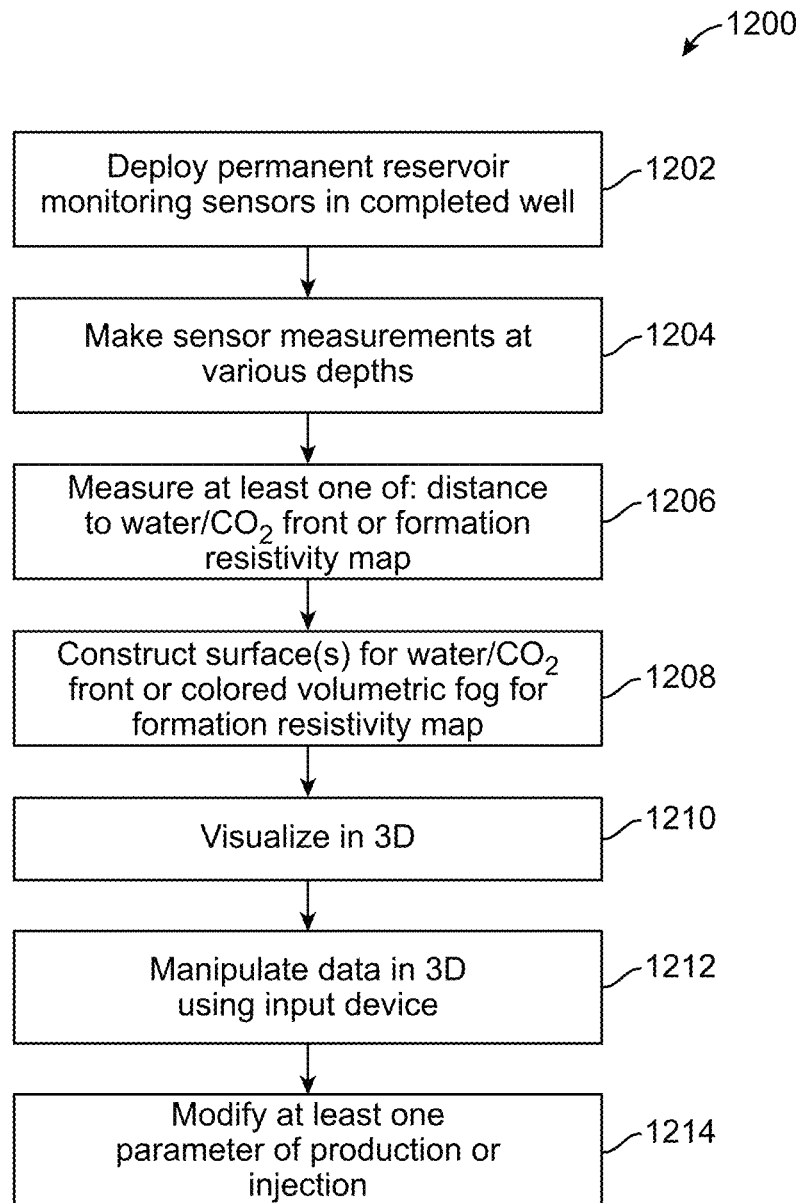 1200
Deploy permanent reservoir
monitoring sensors in completed well
1202
Make sensor measurements at
various depths
1204
Measure at least one of: distance
to water/CO₂ front or formation
resistivity map
1206
Construct surface(s) for water/CO₂
front or colored volumetric fog for
formation resistivity map
1208
Visualize in 3D
1210
Manipulate data in 3D
using input device
1212
Modify at least one
parameter of production or
injection
1214